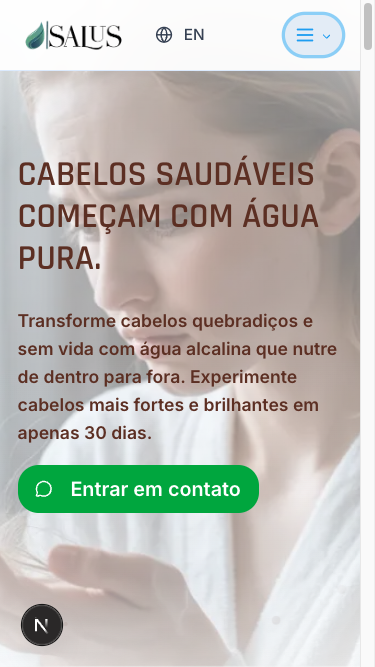 SALUS
EN
CABELOS SAUDÁVEIS
COMEÇAM COM ÁGUA
PURA.
Transforme cabelos quebradiços e
sem vida com água alcalina que nutre
de dentro para fora. Experimente
cabelos mais fortes e brilhantes em
apenas 30 dias.
Entrar em contato
N